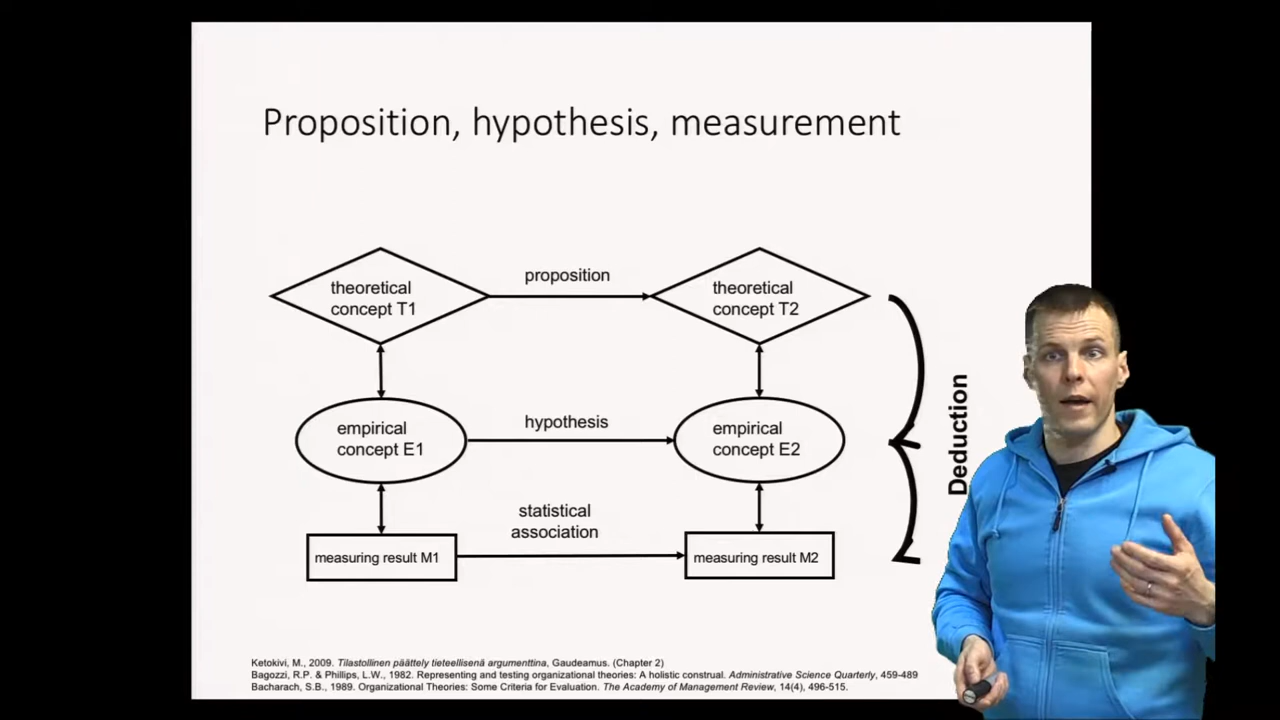 Proposition, hypothesis, measurement
theoretical
concept T1
proposition
theoretical
concept T2
empirical
concept E1
hypothesis
empirical
concept E2
Deduction
statistical
association
measuring result M1
measuring result M2
Ketokivi, M., 2009. Tilastollinen päättely tieteellisenä argumenttina, Gaudeamus. (Chapter 2)
Bagozzi, R.P. & Phillips, L.W., 1982. Representing and testing organizational theories: A holistic construal. Administrative Science Quarterly, 459-489
Bacharach, S.B., 1989. Organizational Theories: Some Criteria for Evaluation. The Academy of Management Review, 14(4), 496-515.